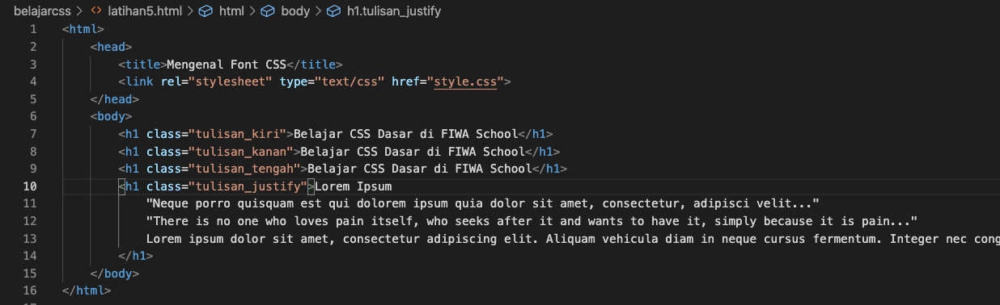 belajarcss > latihan5.html > html > body > h1.tulisan_justify
1 <html>
2 <head>
3 <title>Mengenal Font CSS</title>
4 <link rel="stylesheet" type="text/css" href="style.css">
5 </head>
6 <body>
7 <h1 class="tulisan_kiri">Belajar CSS Dasar di FIWA School</h1>
8 <h1 class="tulisan_kanan">Belajar CSS Dasar di FIWA School</h1>
9 <h1 class="tulisan_tengah">Belajar CSS Dasar di FIWA School</h1>
10 <h1 class="tulisan_justify">Lorem Ipsum
11 "Neque porro quisquam est qui dolorem ipsum quia dolor sit amet, consectetur, adipisci velit..."
12 "There is no one who loves pain itself, who seeks after it and wants to have it, simply because it is pain..."
13 Lorem ipsum dolor sit amet, consectetur adipiscing elit. Aliquam vehicula diam in neque cursus fermentum. Integer nec cong
14 </h1>
15 </body>
16 </html>